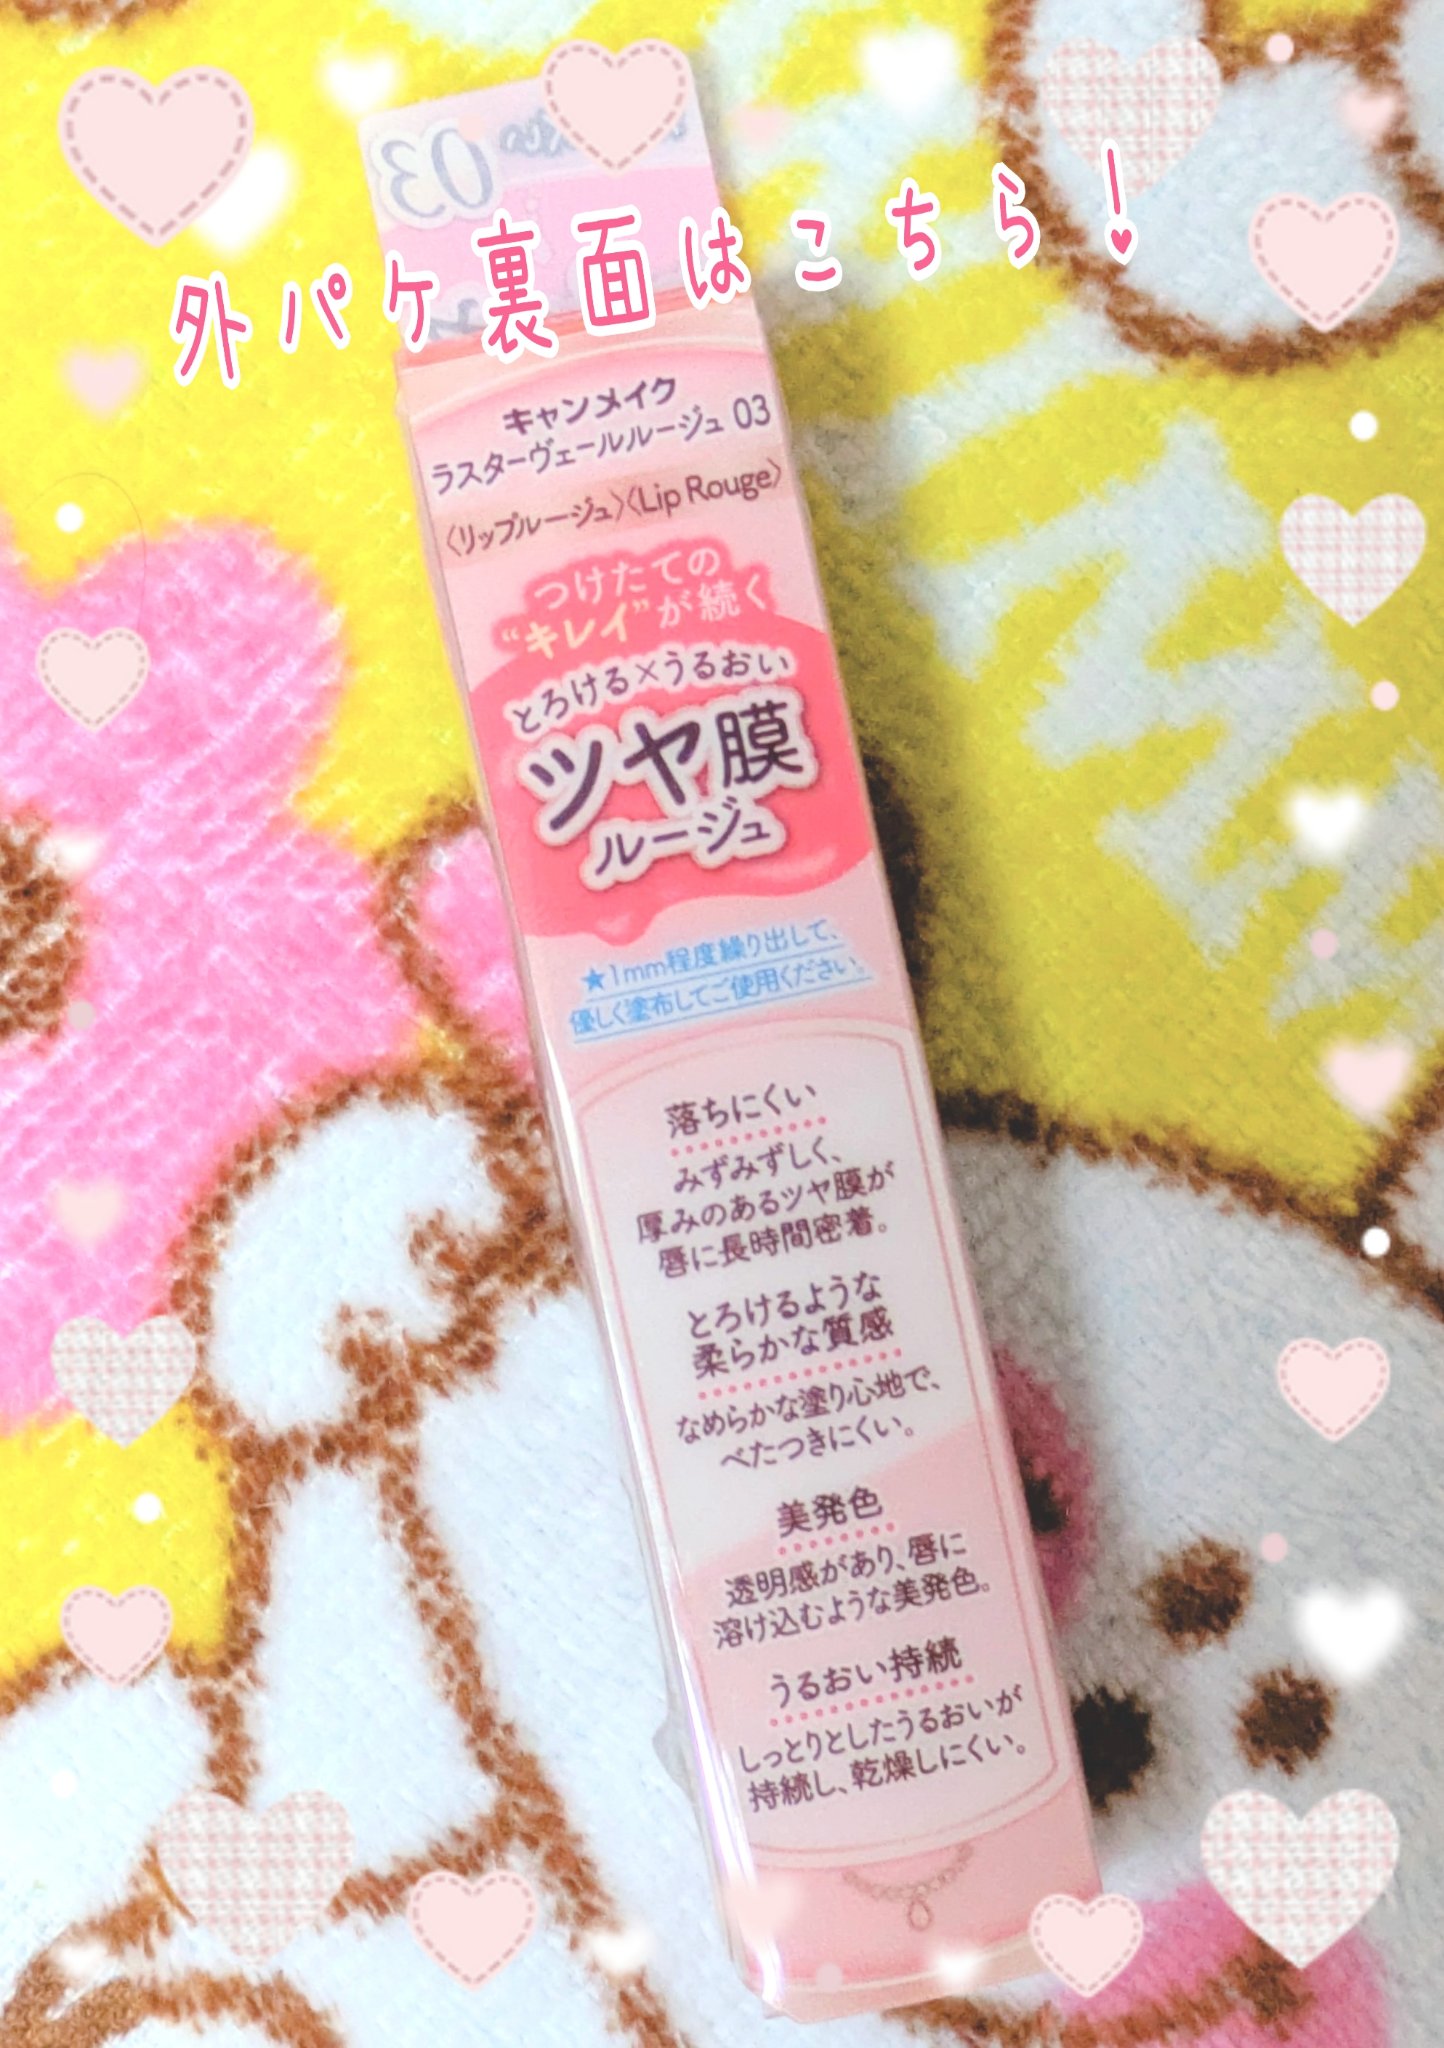 03
外パケ裏面はこちら!
キャンメイク
ラスターヴェールルージュ 03
〈リップルージュ〉〈Lip Rouge〉
つけたての
“キレイ”が続く
とろける×うるおい
ツヤ膜
ルージュ
★1mm程度繰り出して、
優しく塗布してご使用ください。
落ちにくい
みずみずしく、
厚みのあるツヤ膜が
唇に長時間密着。
とろけるような
柔らかな質感
なめらかな塗り心地で、
べたつきにくい。
美発色
透明感があり、唇に
溶け込むような美発色。
うるおい持続
しっとりとしたうるおいが
持続し、乾燥しにくい。